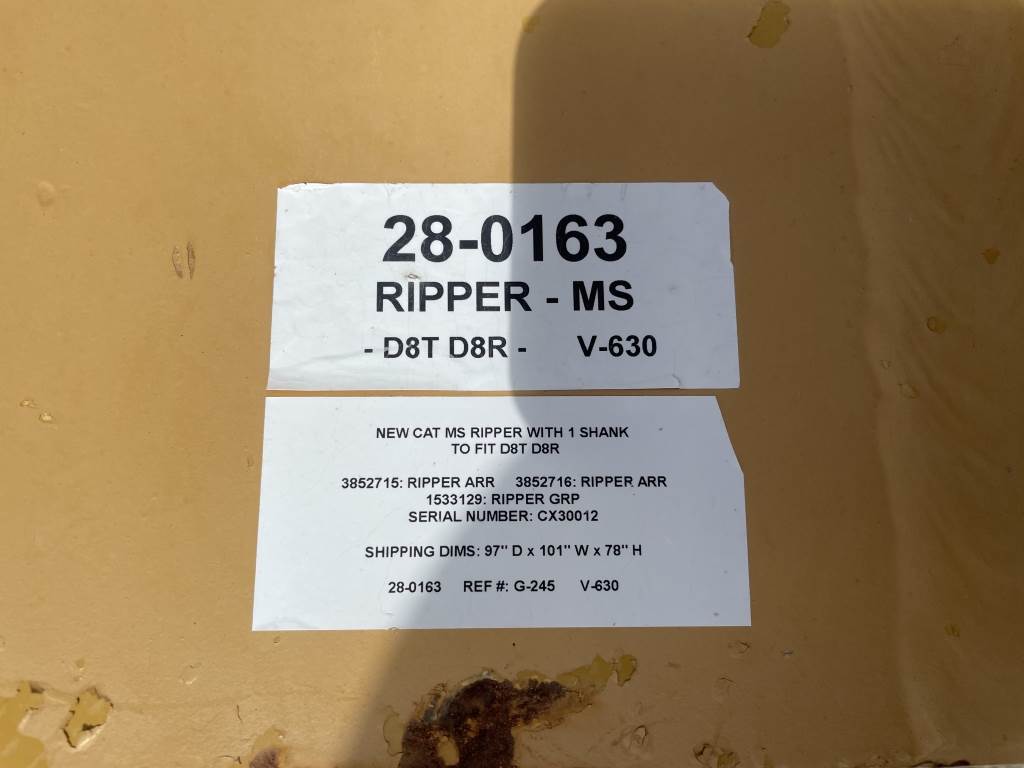 28-0163
RIPPER - MS
- D8T D8R - V-630
NEW CAT MS RIPPER WITH 1 SHANK
TO FIT D8T D8R
3852715: RIPPER ARR 3852716: RIPPER ARR
1533129: RIPPER GRP
SERIAL NUMBER: CX30012
SHIPPING DIMS: 97" D x 101" W x 78" H
28-0163 REF #: G-245 V-630